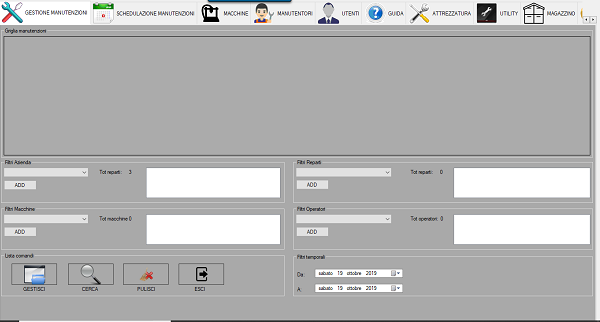 GESTIONE MANUTENZIONI SCHEDULAZIONE MANUTENZIONI MACCHINE MANUTENTORI UTENTI GUIDA ATTREZZATURA UTILITY MAGAZZINO
Griglia manutenzioni
Filtri Azienda
Tot reparti: 3
ADD
Filtri Reparti
Tot reparti: 0
ADD
Filtri Macchine
Tot macchine 0
ADD
Filtri Operatori
Tot operatori: 0
ADD
Lista comandi
GESTISCI CERCA PULISCI ESCI
Filtri temporali
Da : sabato 19 ottobre 2019
A : sabato 19 ottobre 2019